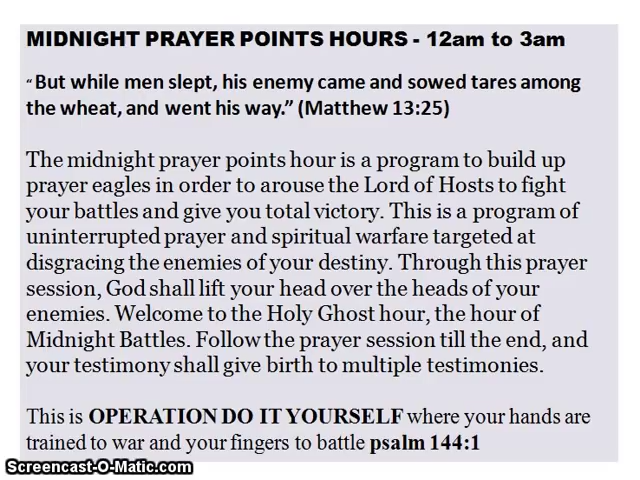 MIDNIGHT PRAYER POINTS HOURS - 12am to 3am
“But while men slept, his enemy came and sowed tares among
the wheat, and went his way.” (Matthew 13:25)
The midnight prayer points hour is a program to build up
prayer eagles in order to arouse the Lord of Hosts to fight
your battles and give you total victory. This is a program of
uninterrupted prayer and spiritual warfare targeted at
disgracing the enemies of your destiny. Through this prayer
session, God shall lift your head over the heads of your
enemies. Welcome to the Holy Ghost hour, the hour of
Midnight Battles. Follow the prayer session till the end, and
your testimony shall give birth to multiple testimonies.
This is OPERATION DO IT YOURSELF where your hands are
trained to war and your fingers to battle psalm 144:1
Screencast-O-Matic.com